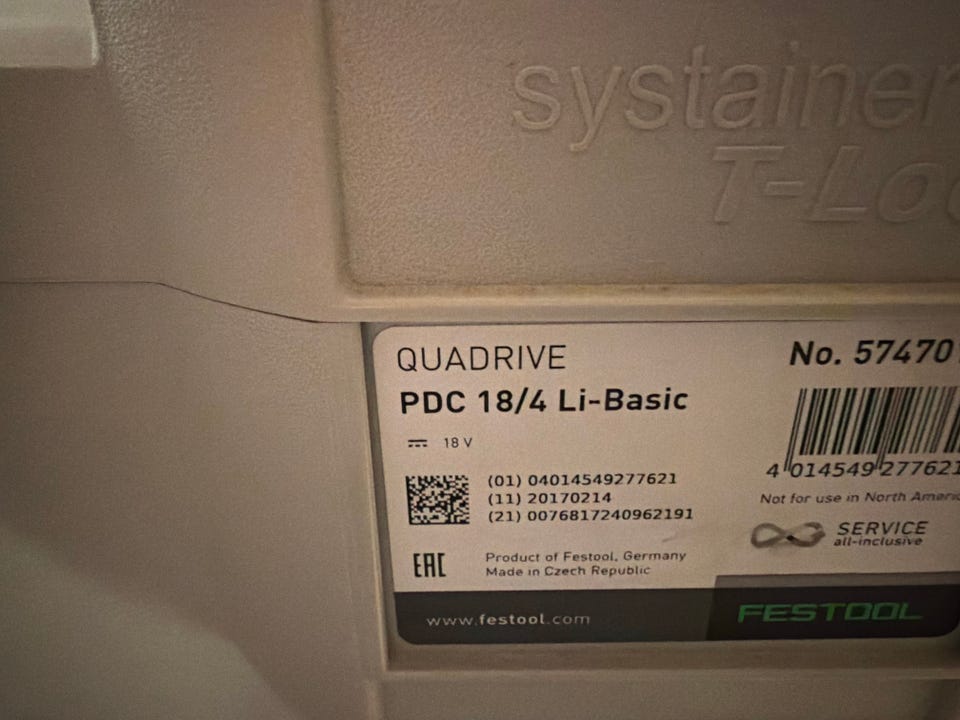 systainer
T-Loc
QUADRIVE
No. 57470
PDC 18/4 Li-Basic
18 V
4 014549 277621
(01) 04014549277621
(11) 20170214
(21) 0076817240962191
Not for use in North Americ
SERVICE
all-inclusive
EAC
Product of Festool, Germany
Made in Czech Republic
www.festool.com
FESTOOL